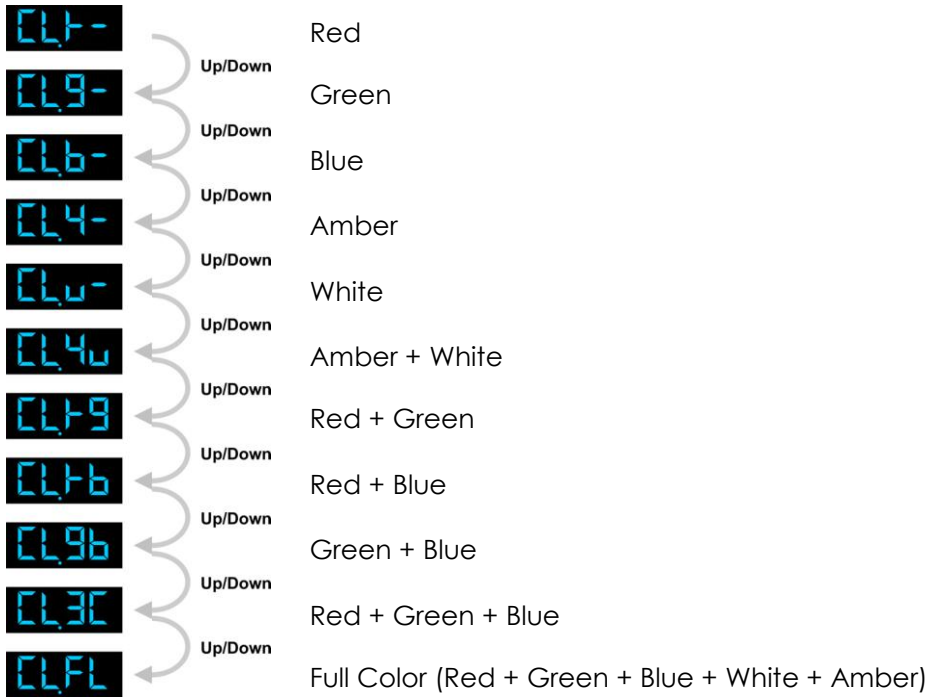 CL.r- Red
Up/Down
CL.g- Green
Up/Down
CL.b- Blue
Up/Down
CL.4- Amber
Up/Down
CL.u- White
Up/Down
CL.4u Amber + White
Up/Down
CL.rg Red + Green
Up/Down
CL.rb Red + Blue
Up/Down
CL.gb Green + Blue
Up/Down
CL.3C Red + Green + Blue
Up/Down
CL.FL Full Color (Red + Green + Blue + White + Amber)